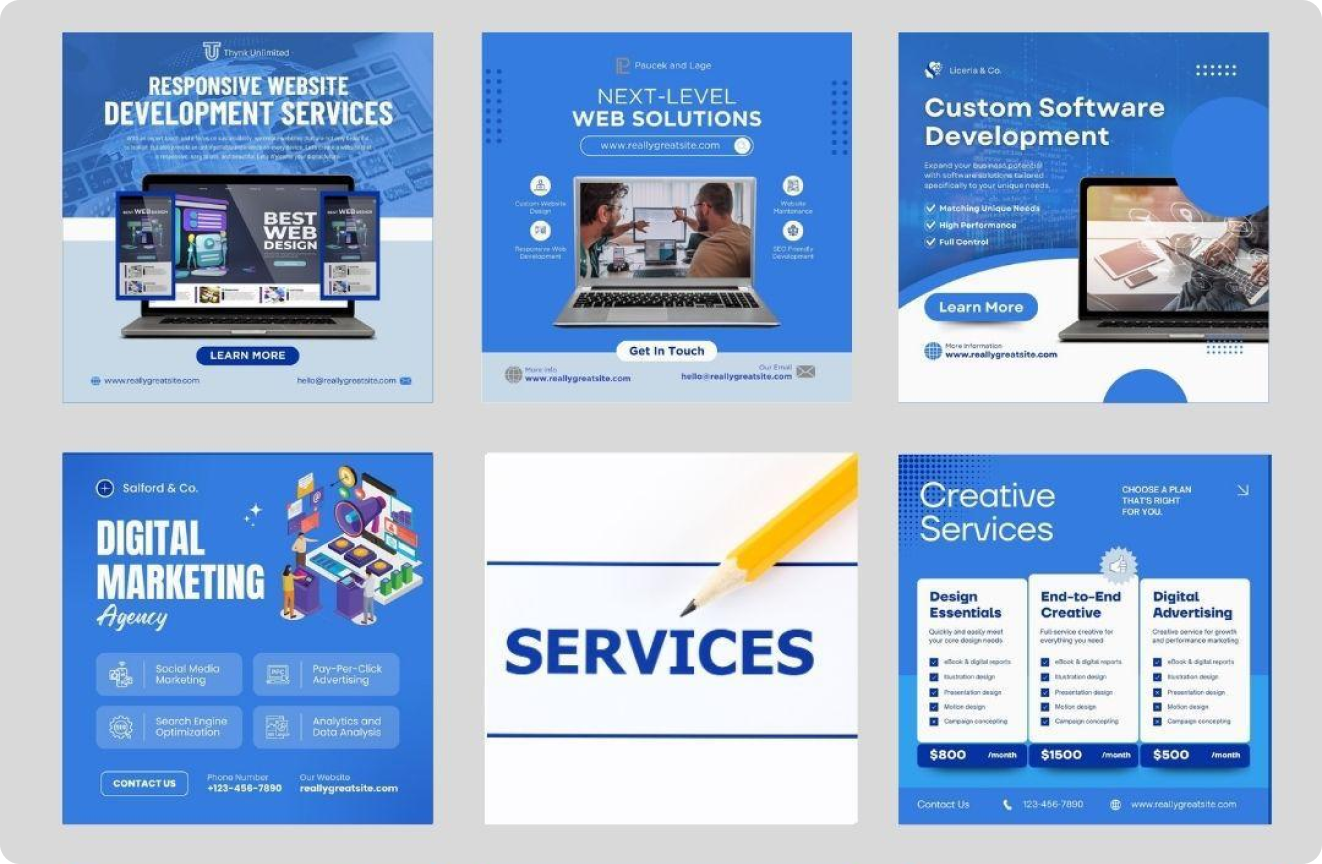 Thynk Unlimited
RESPONSIVE WEBSITE
DEVELOPMENT SERVICES
BEST
WEB
DESIGN
BEST WEB DESIGN
BEST WEB DESIGN
LEARN MORE
www.reallygreatsite.com
hello@reallygreatsite.com
Paucek and Lage
NEXT-LEVEL
WEB SOLUTIONS
www.reallygreatsite.com
Custom Website
Design
Responsive Web
Development
Website
Maintenance
SEO Friendly
Development
Get In Touch
More Info
www.reallygreatsite.com
Our Email
hello@reallygreatsite.com
Liceria & Co.
Custom Software
Development
Expand your business potential
with software solutions tailored
specifically to your unique needs.
Matching Unique Needs
High Performance
Full Control
Learn More
More Information
www.reallygreatsite.com
Salford & Co.
DIGITAL
MARKETING
Agency
Social Media
Marketing
Pay-Per-Click
Advertising
Search Engine
Optimization
Analytics and
Data Analysis
CONTACT US
Phone Number
+123-456-7890
Our Website
reallygreatsite.com
SERVICES
Creative
Services
CHOOSE A PLAN
THAT'S RIGHT
FOR YOU.
Design
Essentials
Quickly and easily meet
your core design needs
eBook & digital reports
Illustration design
Presentation design
Motion design
Campaign concepting
$800 /month
End-to-End
Creative
Full-service creative for
everything you need
eBook & digital reports
Illustration design
Presentation design
Motion design
Campaign concepting
$1500 /month
Digital
Advertising
Creative service for growth
and performance marketing
eBook & digital reports
Illustration design
Presentation design
Motion design
Campaign concepting
$500 /month
Contact Us
123-456-7890
www.reallygreatsite.com